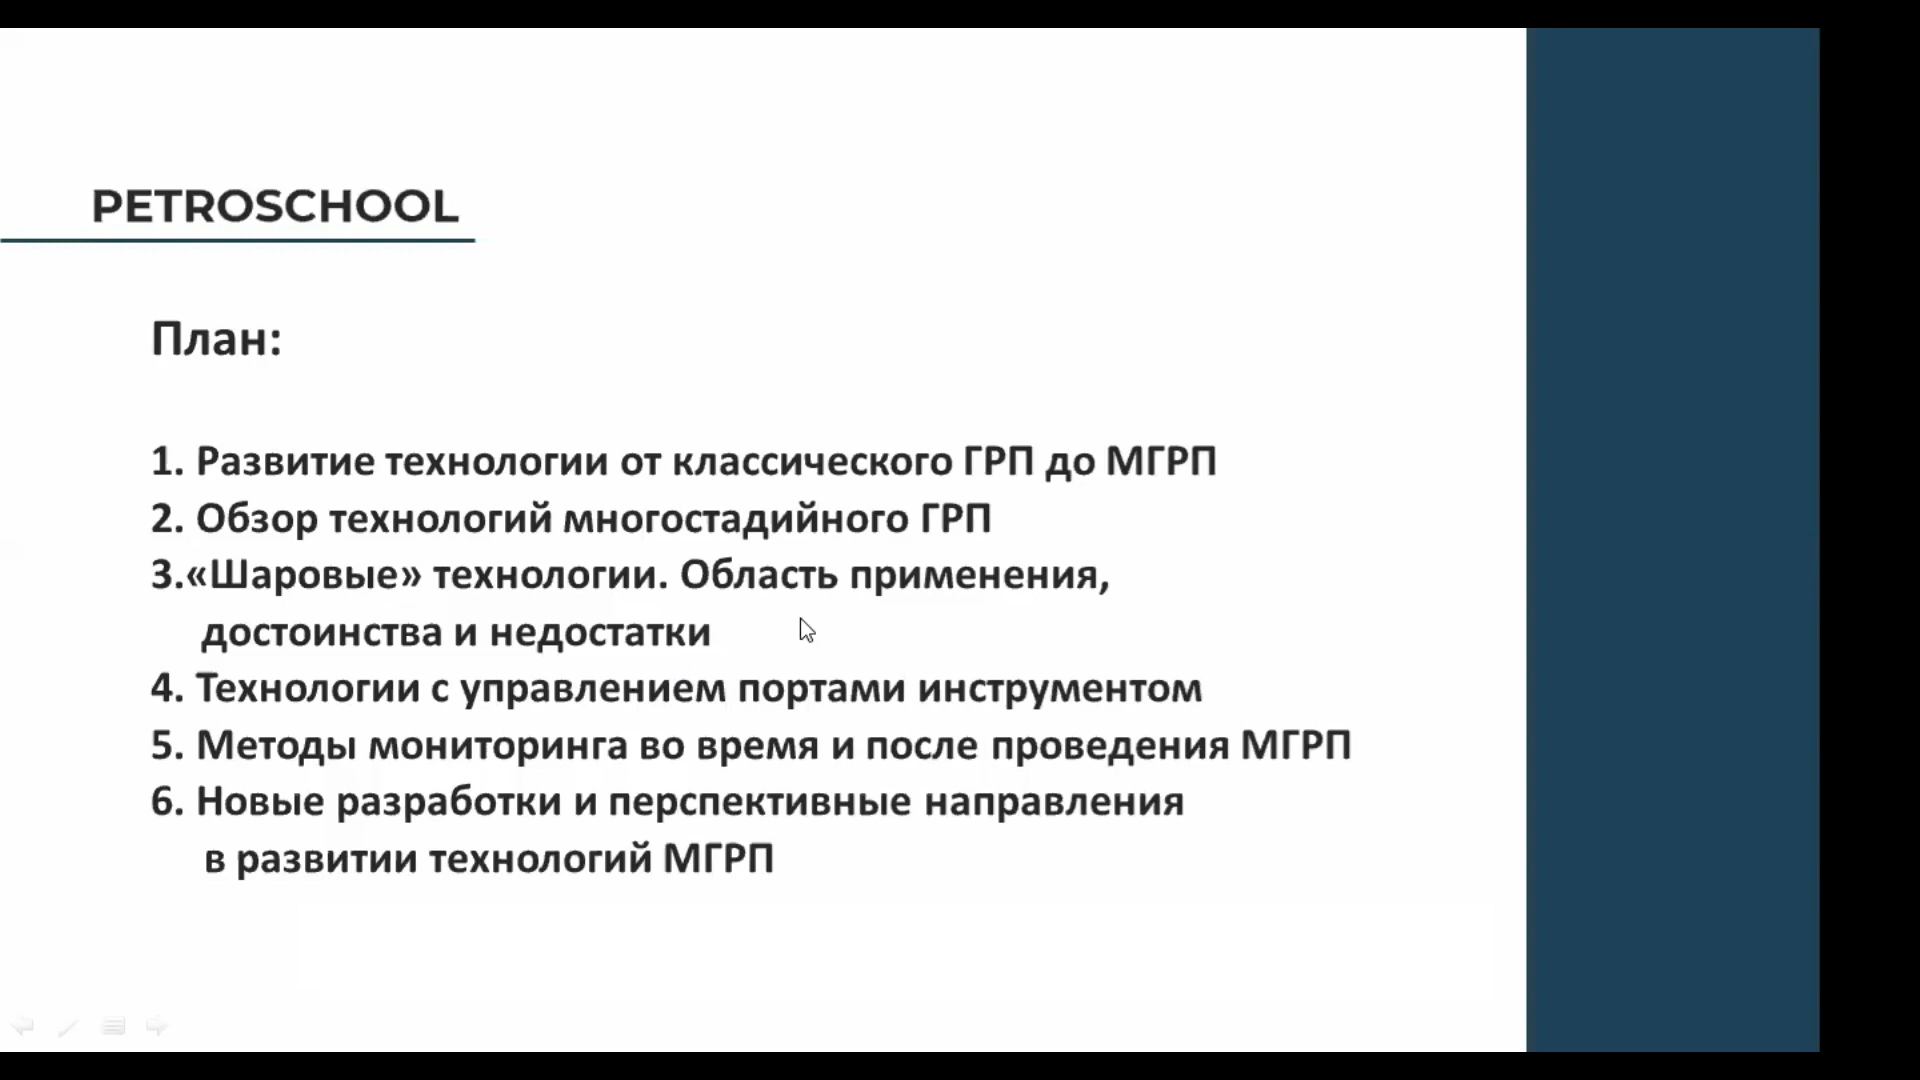 PETROSCHOOL
План:
1. Развитие технологии от классического ГРП до МГРП
2. Обзор технологий многостадийного ГРП
3.«Шаровые» технологии. Область применения,
достоинства и недостатки
4. Технологии с управлением портами инструментом
5. Методы мониторинга во время и после проведения МГРП
6. Новые разработки и перспективные направления
в развитии технологий МГРП